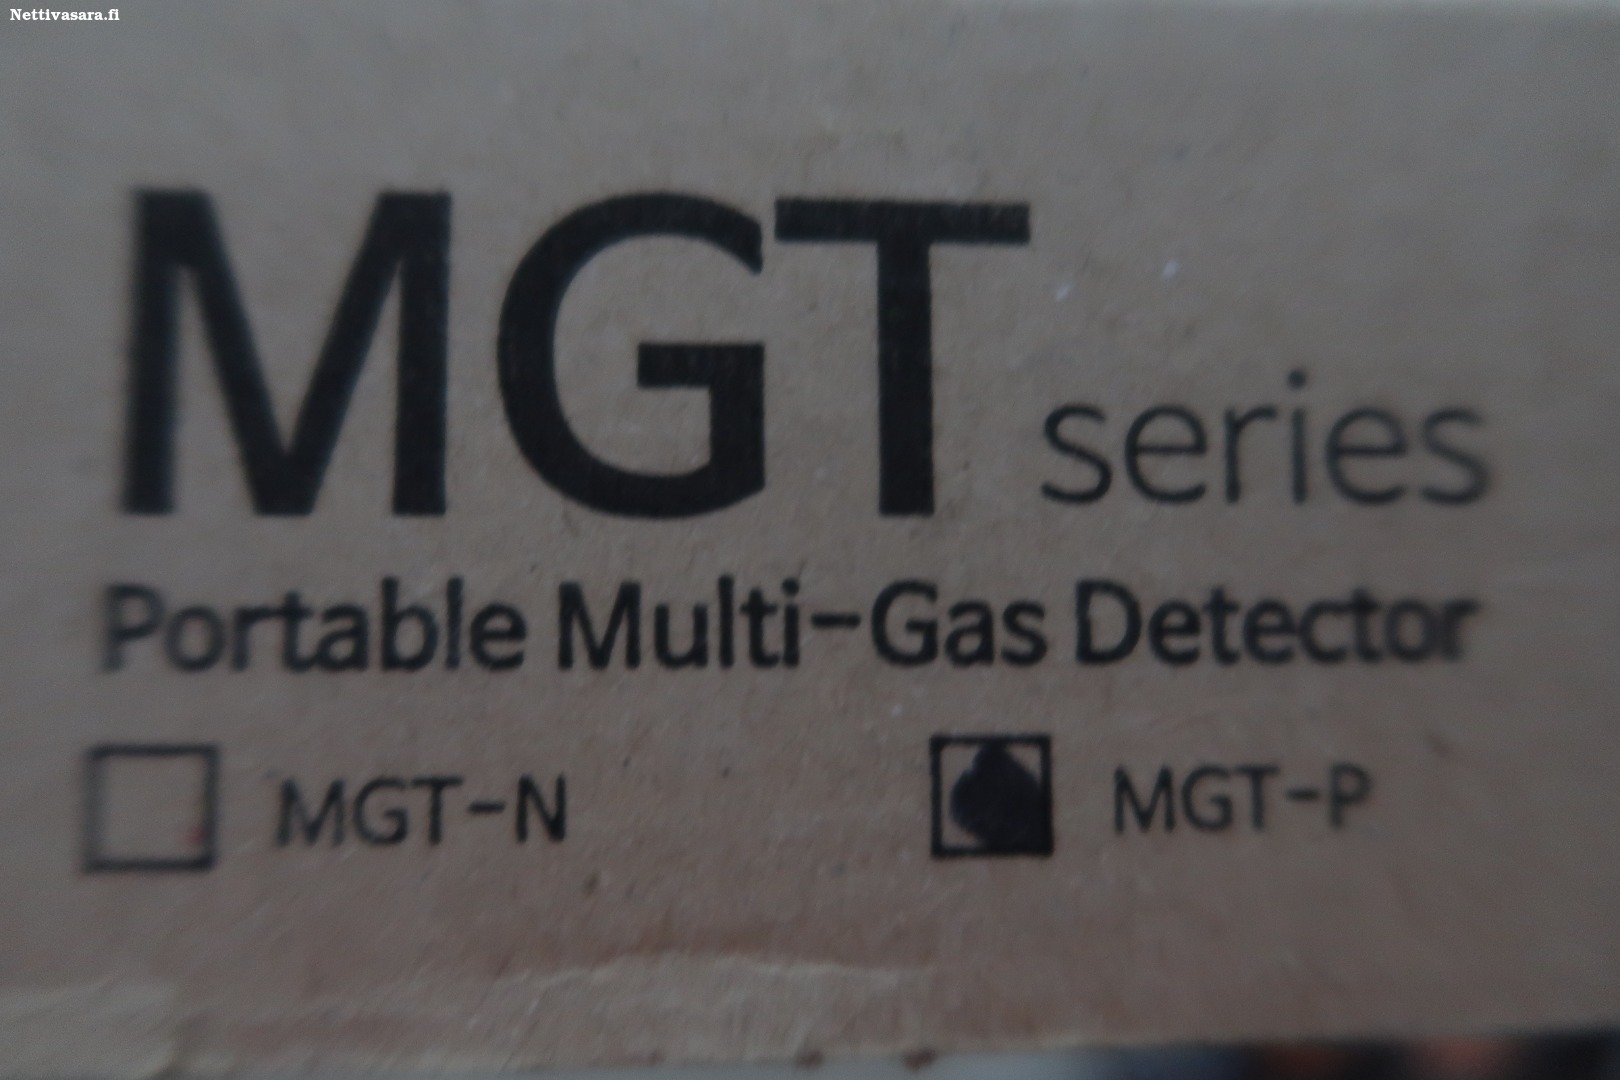 Nettivasara.fi
MGT series
Portable Multi-Gas Detector
MGT-N MGT-P